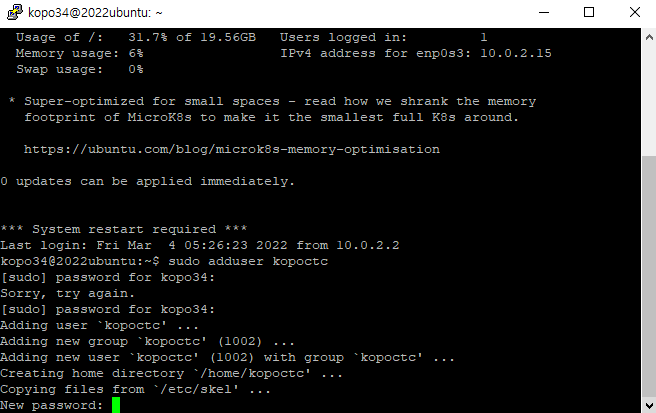 kopo34@2022ubuntu: ~
Usage of /:   31.7% of 19.56GB   Users logged in:         1
Memory usage: 6%                 IPv4 address for enp0s3: 10.0.2.15
Swap usage:   0%
* Super-optimized for small spaces - read how we shrank the memory
footprint of MicroK8s to make it the smallest full K8s around.
https://ubuntu.com/blog/microk8s-memory-optimisation
0 updates can be applied immediately.
*** System restart required ***
Last login: Fri Mar  4 05:26:23 2022 from 10.0.2.2
kopo34@2022ubuntu:~$ sudo adduser kopoctc
[sudo] password for kopo34:
Sorry, try again.
[sudo] password for kopo34:
Adding user `kopoctc' ...
Adding new group `kopoctc' (1002) ...
Adding new user `kopoctc' (1002) with group `kopoctc' ...
Creating home directory `/home/kopoctc' ...
Copying files from `/etc/skel' ...
New password: